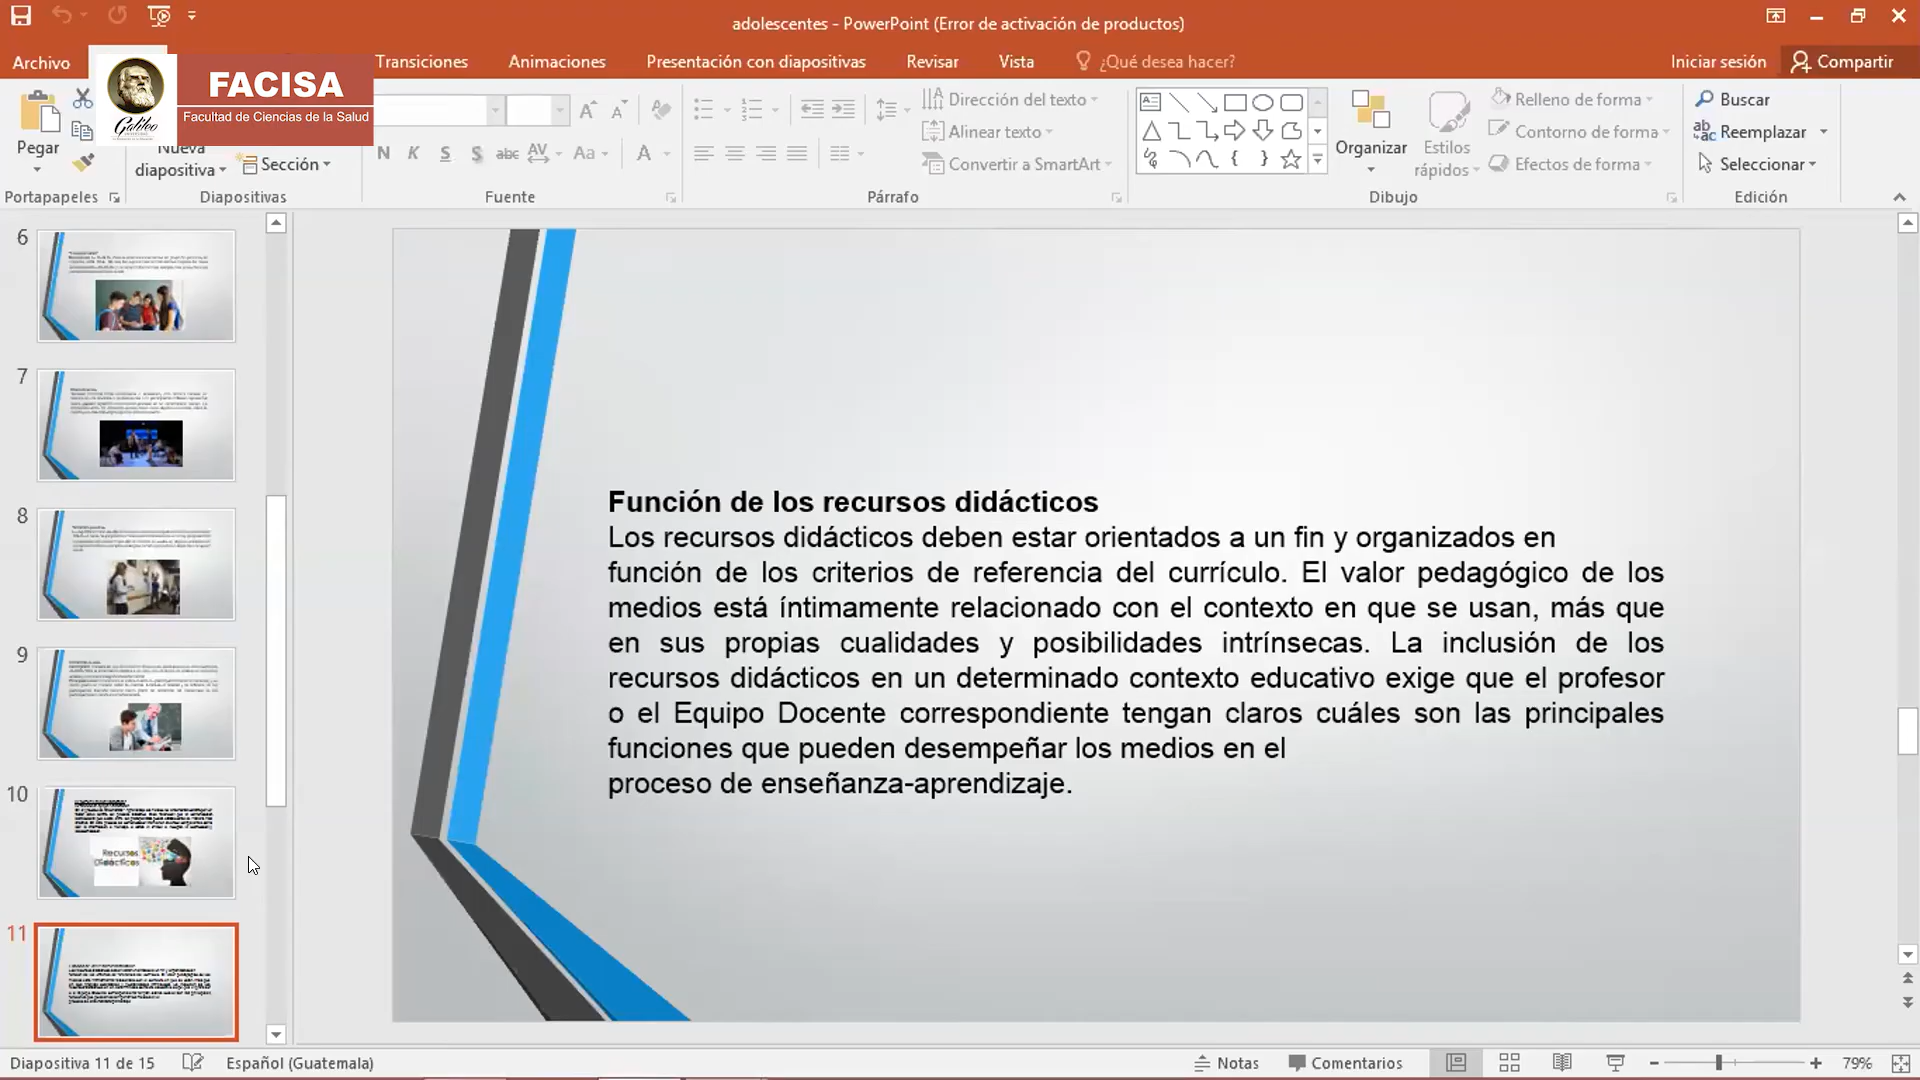 adolescentes - PowerPoint (Error de activación de productos)
Archivo
Transiciones
Animaciones
Presentación con diapositivas
Revisar
Vista
¿Qué desea hacer?
Iniciar sesión
Compartir
Galileo
FACISA
Facultad de Ciencias de la Salud
Pegar
Nueva
diapositiva
Sección
N K S S abc AV Aa A
Dirección del texto
Alinear texto
Convertir a SmartArt
Organizar
Estilos
rápidos
Relleno de forma
Contorno de forma
Efectos de forma
Buscar
Reemplazar
Seleccionar
Portapapeles
Diapositivas
Fuente
Párrafo
Dibujo
Edición
6
7
8
9
10
Recursos
Didácticos
11
Función de los recursos didácticos
Los recursos didácticos deben estar orientados a un fin y organizados en
función de los criterios de referencia del currículo. El valor pedagógico de los
medios está íntimamente relacionado con el contexto en que se usan, más que
en sus propias cualidades y posibilidades intrínsecas. La inclusión de los
recursos didácticos en un determinado contexto educativo exige que el profesor
o el Equipo Docente correspondiente tengan claros cuáles son las principales
funciones que pueden desempeñar los medios en el
proceso de enseñanza-aprendizaje.
Diapositiva 11 de 15
Español (Guatemala)
Notas
Comentarios
79%